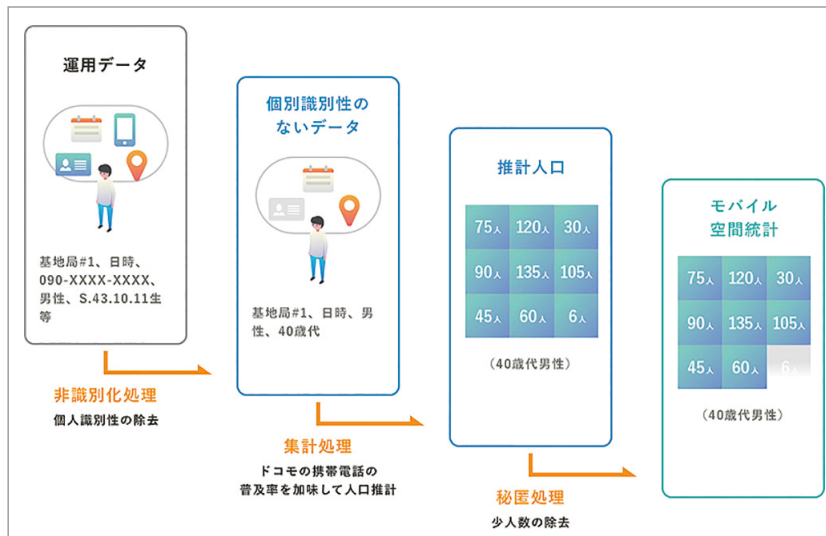 運用データ
基地局#1、日時、
090-XXXX-XXXX、
男性、S.43.10.11生
等
非識別化処理
個人識別性の除去
個別識別性の
ないデータ
基地局#1、日時、男
性、40歳代
集計処理
ドコモの携帯電話の
普及率を加味して人口推計
推計人口
75人 120人 30人
90人 135人 105人
45人 60人 6人
（40歳代男性）
秘匿処理
少人数の除去
モバイル
空間統計
75人 120人 30人
90人 135人 105人
45人 60人 6人
（40歳代男性）